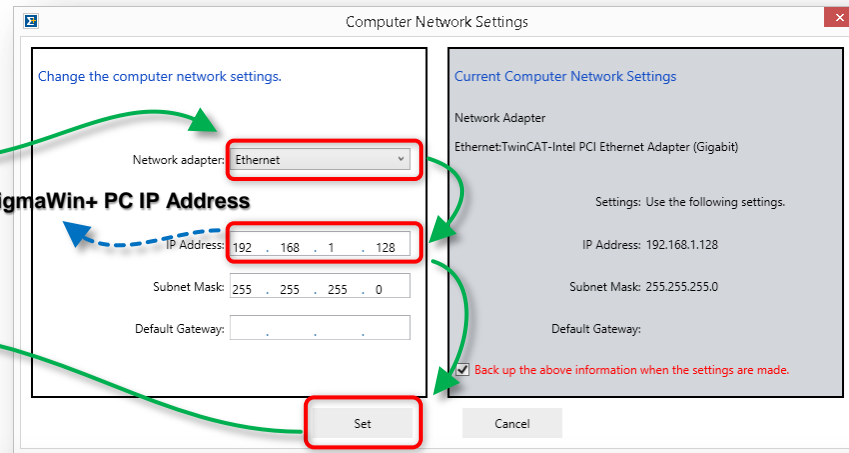 Computer Network Settings
Change the computer network settings.
Network adapter: Ethernet
igmaWin+ PC IP Address
IP Address: 192 . 168 . 1 . 128
Subnet Mask: 255 . 255 . 255 . 0
Default Gateway: . . .
Current Computer Network Settings
Network Adapter
Ethernet:TwinCAT-Intel PCI Ethernet Adapter (Gigabit)
Settings: Use the following settings.
IP Address: 192.168.1.128
Subnet Mask: 255.255.255.0
Default Gateway:
Back up the above information when the settings are made.
Set
Cancel